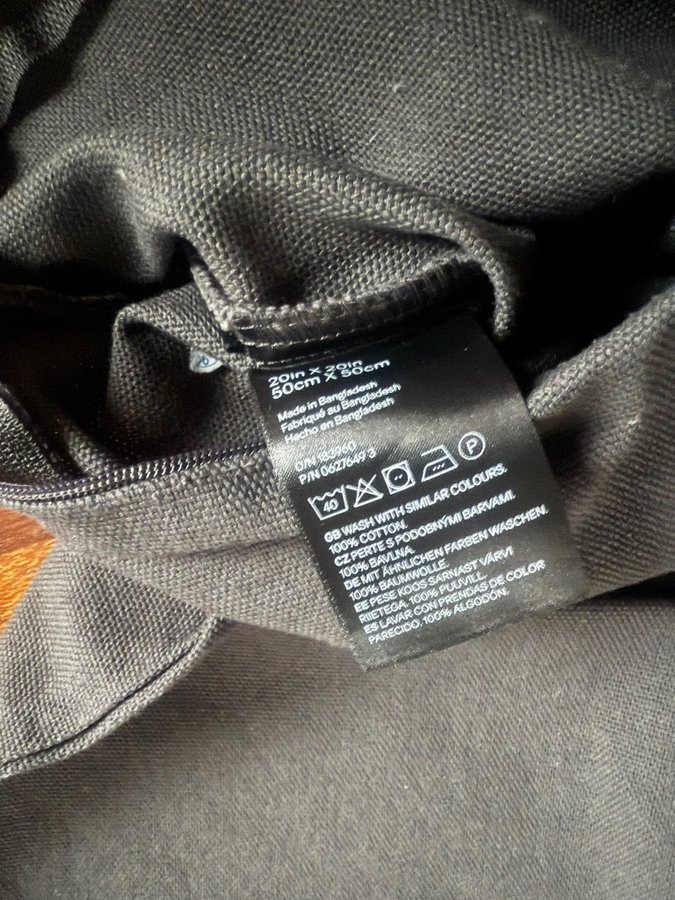 20in X 20in
50cm X 50cm
Made in Bangladesh
Fabriqué au Bangladesh
Hecho en Bangladesh
O/N 183960
P/N 0627649 3
40 P
GB WASH WITH SIMILAR COLOURS.
100% COTTON.
CZ PERTE S PODOBNÝMI BARVAMI.
100% BAVLNA.
DE MIT ÄHNLICHEN FARBEN WASCHEN.
100% BAUMWOLLE.
EE PESE KOOS SARNAST VÄRVI
RIIETEGA. 100% PUUVILL.
ES LAVAR CON PRENDAS DE COLOR
PARECIDO. 100% ALGODÓN.